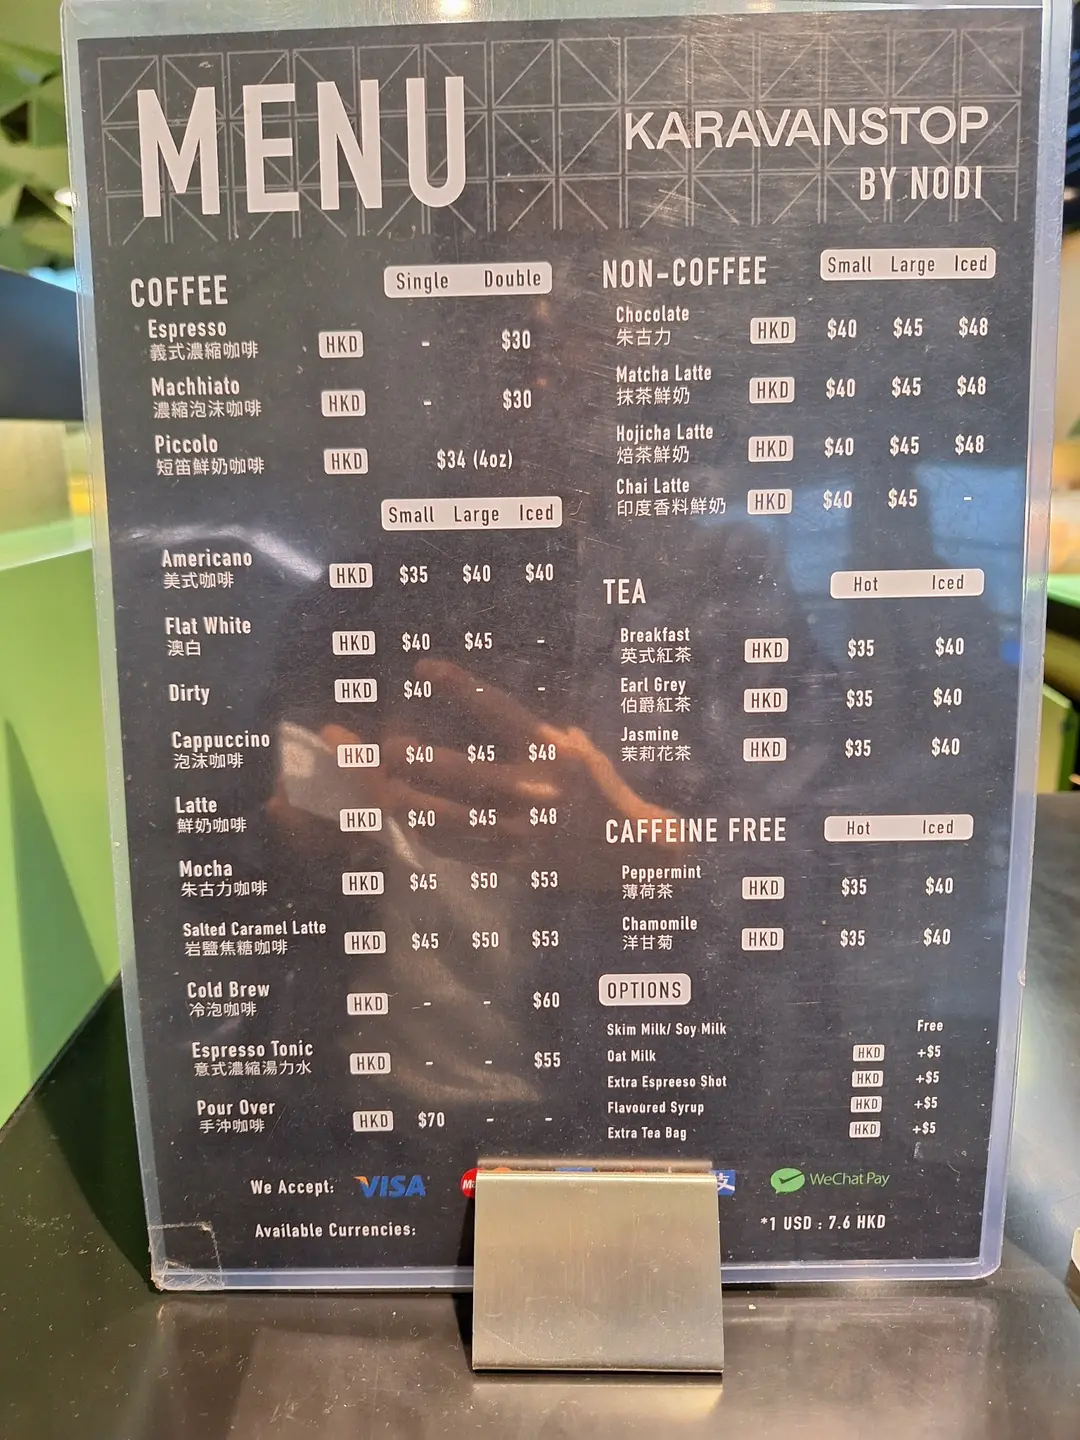 MENU
KARAVANSTOP
BY NODI
COFFEE Single Double
Espresso HKD - $30
義式濃縮咖啡
Machhiato HKD - $30
濃縮泡沫咖啡
Piccolo HKD $34 (4oz)
短笛鮮奶咖啡
Small Large Iced
Americano HKD $35 $40 $40
美式咖啡
Flat White HKD $40 $45 -
澳白
Dirty HKD $40 - -
Cappuccino HKD $40 $45 $48
泡沫咖啡
Latte HKD $40 $45 $48
鮮奶咖啡
Mocha HKD $45 $50 $53
朱古力咖啡
Salted Caramel Latte HKD $45 $50 $53
岩鹽焦糖咖啡
Cold Brew HKD - - $60
冷泡咖啡
Espresso Tonic HKD - - $55
意式濃縮湯力水
Pour Over HKD $70 - -
手沖咖啡
NON-COFFEE Small Large Iced
Chocolate HKD $40 $45 $48
朱古力
Matcha Latte HKD $40 $45 $48
抹茶鮮奶
Hojicha Latte HKD $40 $45 $48
焙茶鮮奶
Chai Latte HKD $40 $45 -
印度香料鮮奶
TEA Hot Iced
Breakfast HKD $35 $40
英式紅茶
Earl Grey HKD $35 $40
伯爵紅茶
Jasmine HKD $35 $40
茉莉花茶
CAFFEINE FREE Hot Iced
Peppermint HKD $35 $40
薄荷茶
Chamomile HKD $35 $40
洋甘菊
OPTIONS
Skim Milk/ Soy Milk Free
Oat Milk HKD +$5
Extra Espreeso Shot HKD +$5
Flavoured Syrup HKD +$5
Extra Tea Bag HKD +$5
We Accept: VISA 支 WeChat Pay
Available Currencies: *1 USD : 7.6 HKD